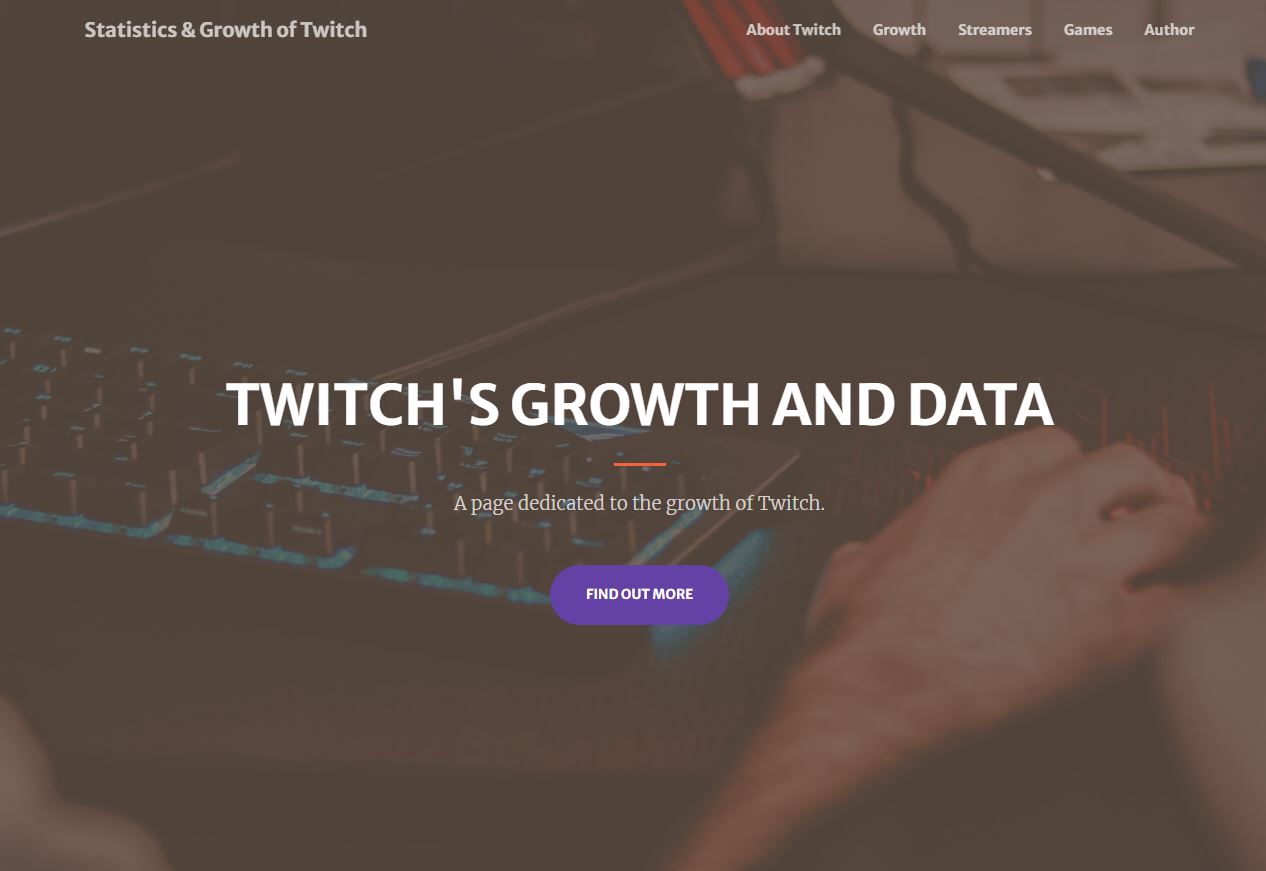 Statistics & Growth of Twitch
About Twitch Growth Streamers Games Author
TWITCH'S GROWTH AND DATA
A page dedicated to the growth of Twitch.
FIND OUT MORE